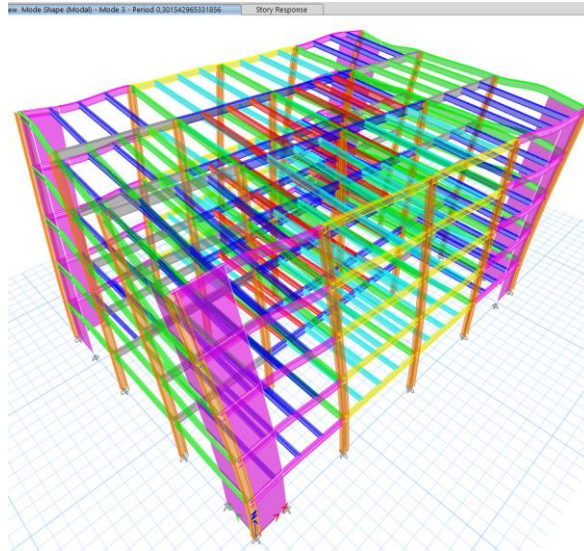 ew Mode Shape (Modal) - Mode 3 - Period 0,301542965331856
Story Response